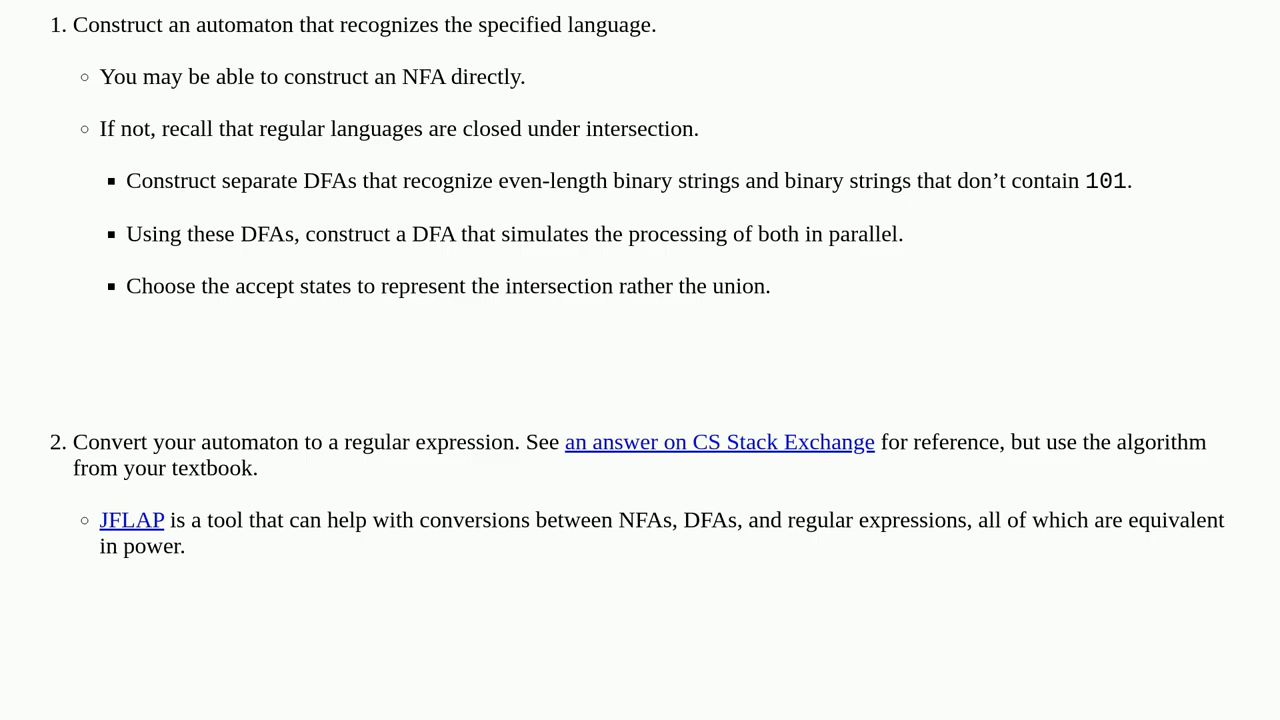 1. Construct an automaton that recognizes the specified language.
You may be able to construct an NFA directly.
If not, recall that regular languages are closed under intersection.
Construct separate DFAs that recognize even-length binary strings and binary strings that don’t contain 101.
Using these DFAs, construct a DFA that simulates the processing of both in parallel.
Choose the accept states to represent the intersection rather the union.
2. Convert your automaton to a regular expression. See an answer on CS Stack Exchange for reference, but use the algorithm
from your textbook.
JFLAP is a tool that can help with conversions between NFAs, DFAs, and regular expressions, all of which are equivalent
in power.